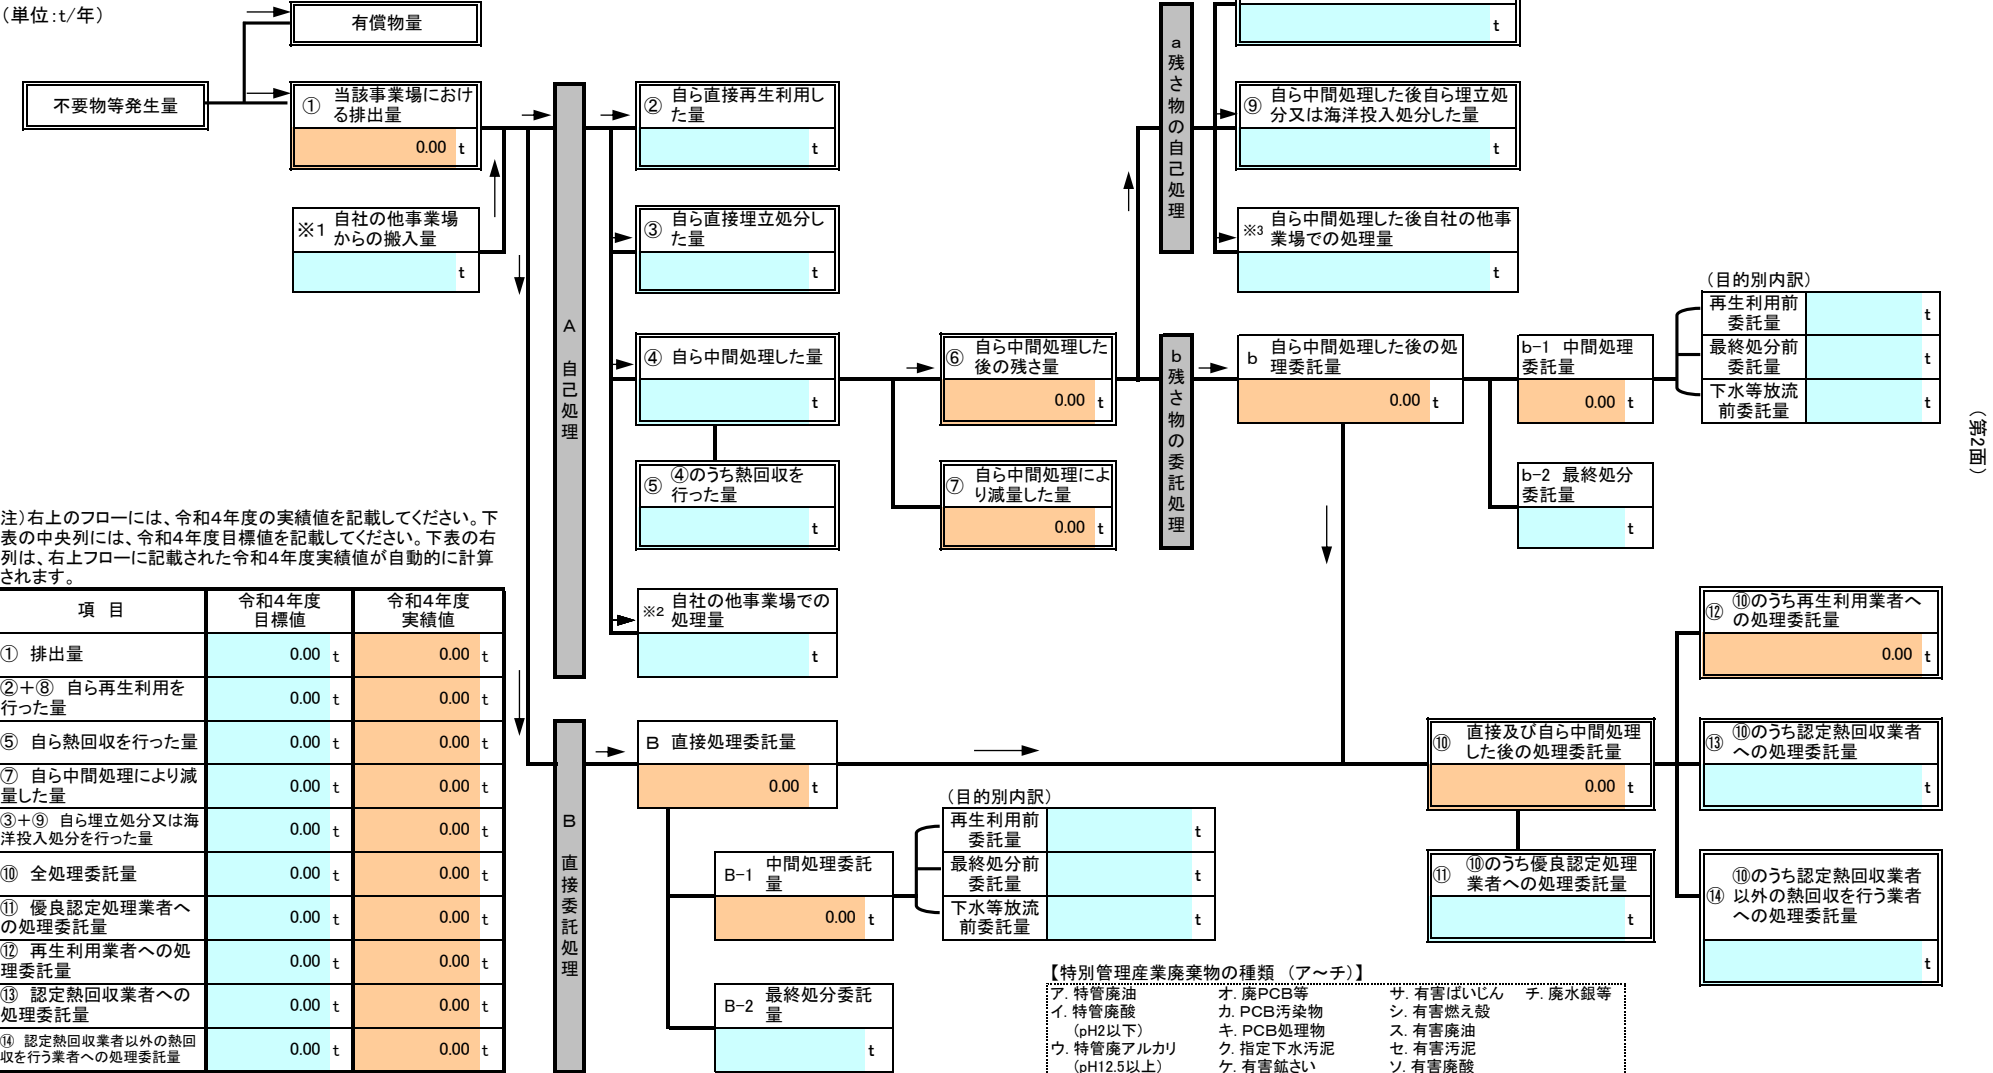 （単位：t/年）
有償物量
不要物等発生量
① 当該事業場におけ
る排出量
0.00 t
※1 自社の他事業場
からの搬入量
t
A 自己処理
② 自ら直接再生利用し
た量
t
③ 自ら直接埋立処分し
た量
t
④ 自ら中間処理した量
t
⑤ ④のうち熱回収を
行った量
t
※2 自社の他事業場での
処理量
t
⑥ 自ら中間処理した
後の残さ量
0.00 t
⑦ 自ら中間処理によ
り減量した量
0.00 t
a 残さ物の自己処理
t
⑨ 自ら中間処理した後自ら埋立処
分又は海洋投入処分した量
t
※3 自ら中間処理した後自社の他事
業場での処理量
t
b 残さ物の委託処理
b 自ら中間処理した後の処
理委託量
0.00 t
b-1 中間処理
委託量
0.00 t
b-2 最終処分
委託量
t
（目的別内訳）
再生利用前
委託量
t
最終処分前
委託量
t
下水等放流
前委託量
t
（第2面）
注）右上のフローには、令和４年度の実績値を記載してください。下
表の中央列には、令和４年度目標値を記載してください。下表の右
列は、右上フローに記載された令和４年度実績値が自動的に計算
されます。
項 目 令和４年度 令和４年度
目標値 実績値
① 排出量 0.00 t 0.00 t
②＋⑧ 自ら再生利用を
行った量 0.00 t 0.00 t
⑤ 自ら熱回収を行った量 0.00 t 0.00 t
⑦ 自ら中間処理により減
量した量 0.00 t 0.00 t
③＋⑨ 自ら埋立処分又は海
洋投入処分を行った量 0.00 t 0.00 t
⑩ 全処理委託量 0.00 t 0.00 t
⑪ 優良認定処理業者へ
の処理委託量 0.00 t 0.00 t
⑫ 再生利用業者への処
理委託量 0.00 t 0.00 t
⑬ 認定熱回収業者への
処理委託量 0.00 t 0.00 t
⑭ 認定熱回収業者以外の熱回
収を行う業者への処理委託量 0.00 t 0.00 t
B 直接委託処理
B 直接処理委託量
0.00 t
B-1 中間処理委託
量
0.00 t
B-2 最終処分委託
量
t
（目的別内訳）
再生利用前
委託量
t
最終処分前
委託量
t
下水等放流
前委託量
t
⑩ 直接及び自ら中間処理
した後の処理委託量
0.00 t
⑪ ⑩のうち優良認定処理
業者への処理委託量
t
⑫ ⑩のうち再生利用業者へ
の処理委託量
0.00 t
⑬ ⑩のうち認定熱回収業者
への処理委託量
t
⑭ ⑩のうち認定熱回収業者
以外の熱回収を行う業者
への処理委託量
t
【特別管理産業廃棄物の種類 （ア～チ）】
ア. 特管廃油 オ. 廃PCB等 サ. 有害ばいじん チ. 廃水銀等
イ. 特管廃酸 カ. PCB汚染物 シ. 有害燃え殻
（pH2以下） キ. PCB処理物 ス. 有害廃油
ウ. 特管廃アルカリ ク. 指定下水汚泥 セ. 有害汚泥
（pH12.5以上） ケ. 有害鉱さい ソ. 有害廃酸